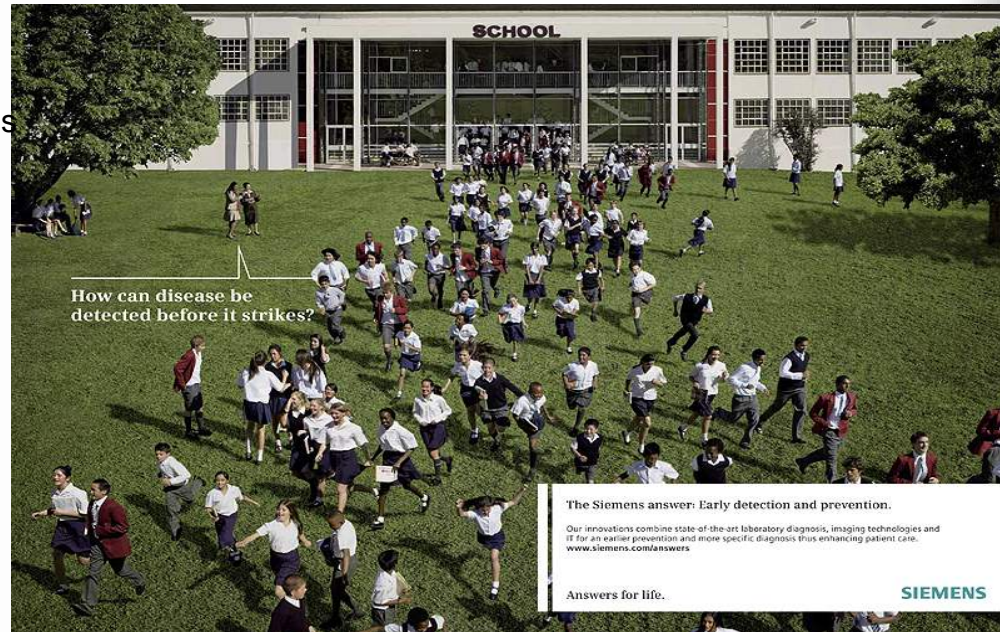 SCHOOL
s
How can disease be
detected before it strikes?
The Siemens answer: Early detection and prevention.
Our innovations combine state-of-the-art laboratory diagnosis, imaging technologies and
IT for an earlier prevention and more specific diagnosis thus enhancing patient care.
www.siemens.com/answers
Answers for life.
SIEMENS